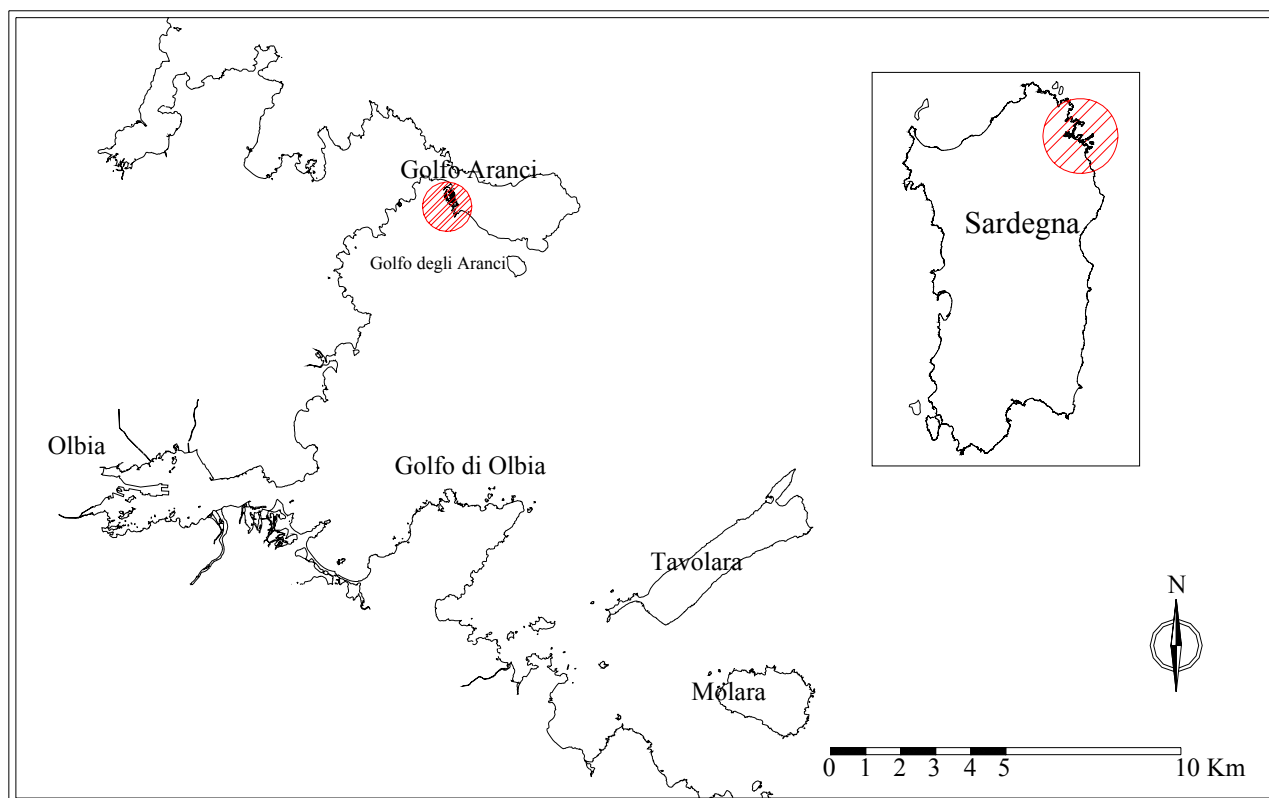 Golfo Aranci
Sardegna
Golfo degli Aranci
Olbia
Golfo di Olbia
Tavolara
N
Molara
0 1 2 3 4 5 10 Km